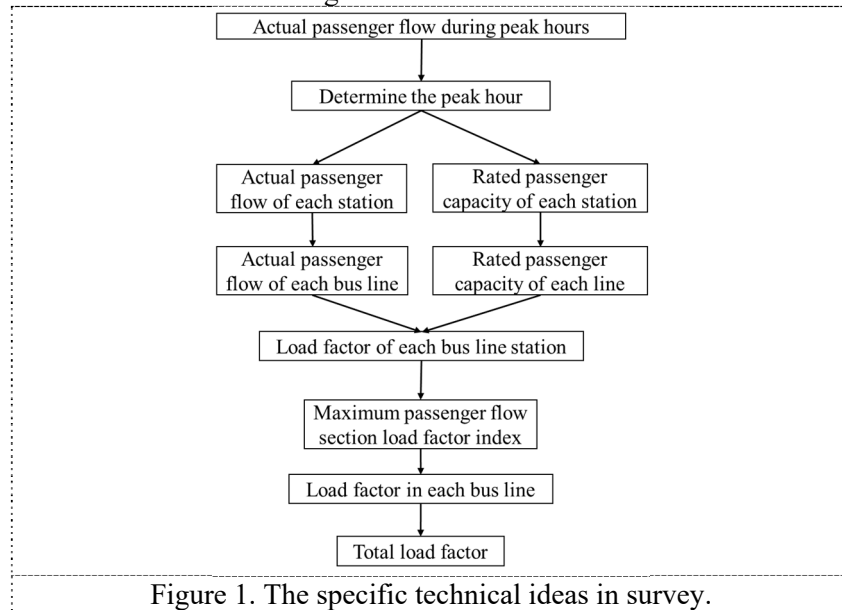 Actual passenger flow during peak hours
Determine the peak hour
Actual passenger
flow of each station
Rated passenger
capacity of each station
Actual passenger
flow of each bus line
Rated passenger
capacity of each line
Load factor of each bus line station
Maximum passenger flow
section load factor index
Load factor in each bus line
Total load factor
Figure 1. The specific technical ideas in survey.